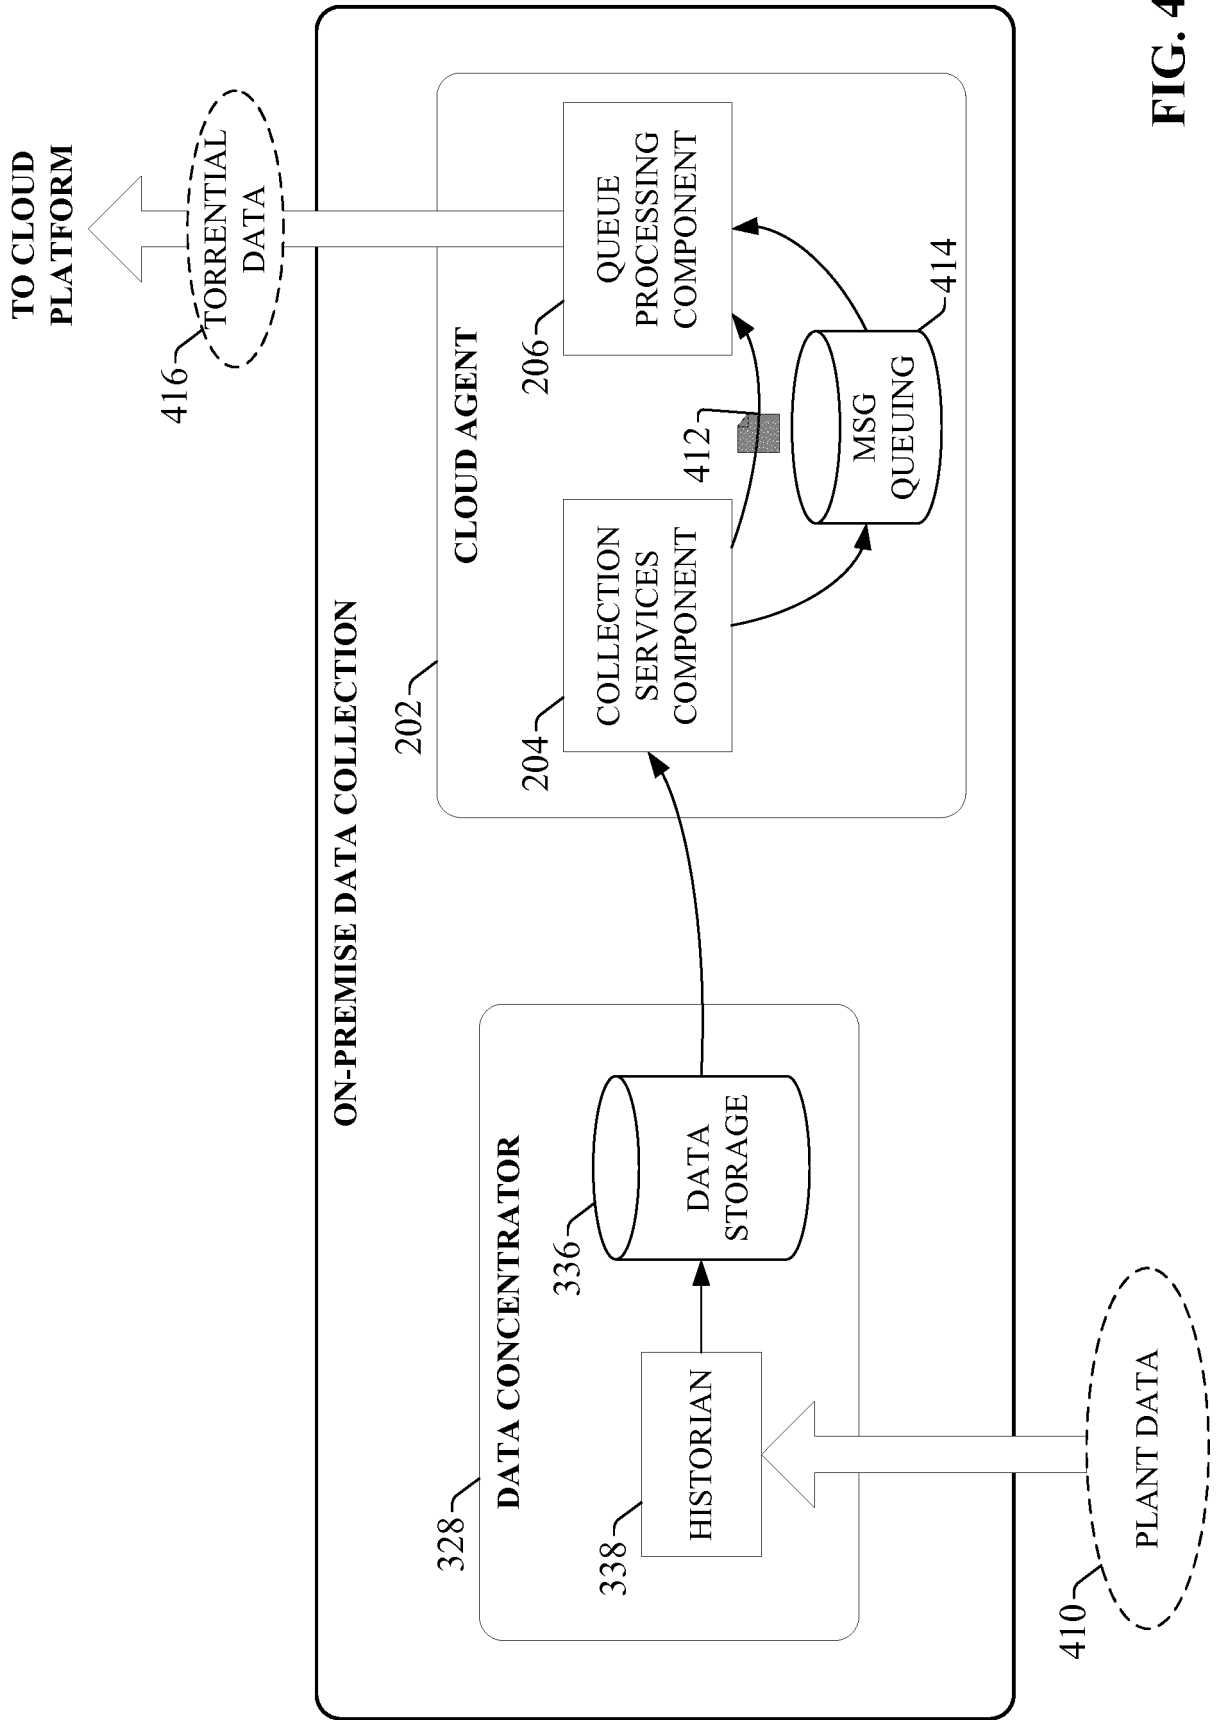 TO CLOUD
PLATFORM
416
TORRENTIAL
DATA
ON-PREMISE DATA COLLECTION
202
CLOUD AGENT
204
COLLECTION
SERVICES
COMPONENT
206
QUEUE
PROCESSING
COMPONENT
412
MSG
QUEUING
414
328
DATA CONCENTRATOR
336
DATA
STORAGE
338
HISTORIAN
410
PLANT DATA
FIG. 4